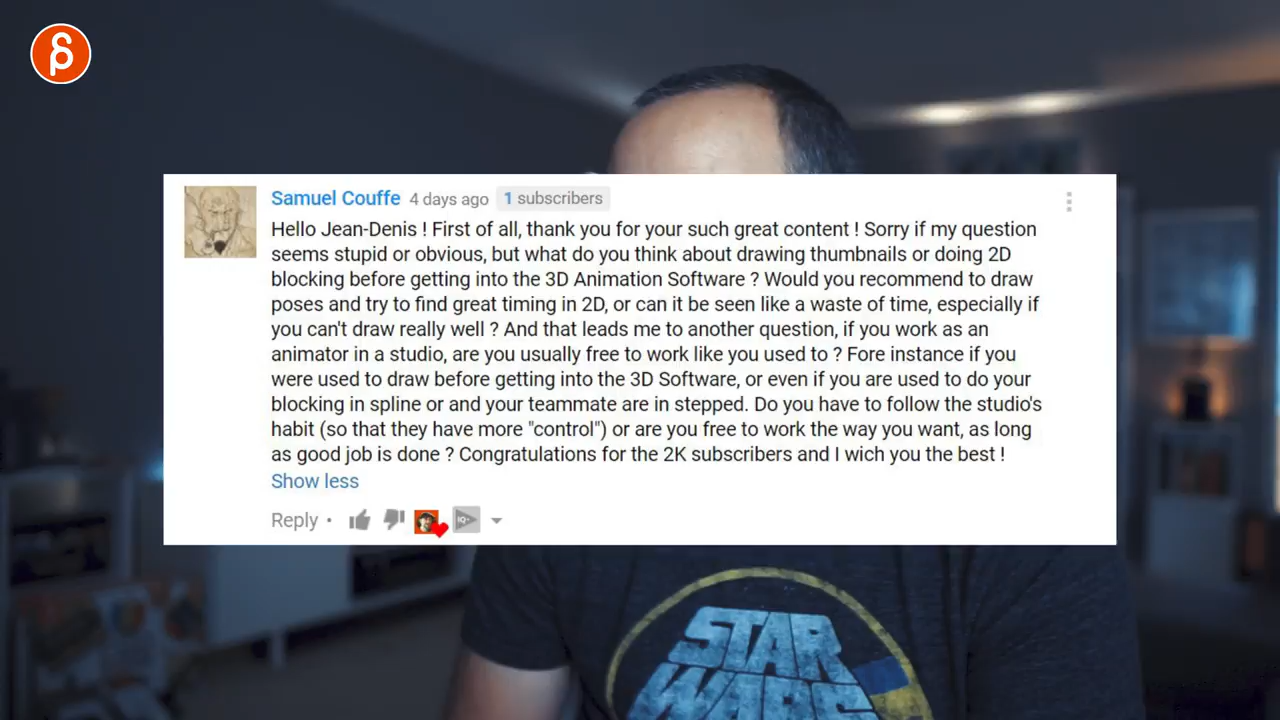 Samuel Couffe 4 days ago 1 subscribers
Hello Jean-Denis ! First of all, thank you for your such great content ! Sorry if my question
seems stupid or obvious, but what do you think about drawing thumbnails or doing 2D
blocking before getting into the 3D Animation Software ? Would you recommend to draw
poses and try to find great timing in 2D, or can it be seen like a waste of time, especially if
you can't draw really well ? And that leads me to another question, if you work as an
animator in a studio, are you usually free to work like you used to ? Fore instance if you
were used to draw before getting into the 3D Software, or even if you are used to do your
blocking in spline or and your teammate are in stepped. Do you have to follow the studio's
habit (so that they have more "control") or are you free to work the way you want, as long
as good job is done ? Congratulations for the 2K subscribers and I wich you the best !
Show less
Reply •
IQ
STAR
WARS